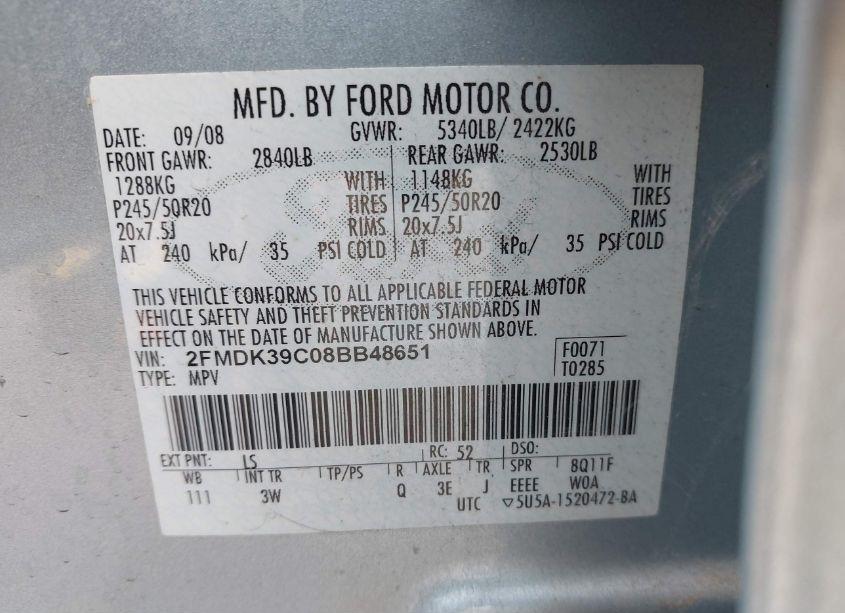 MFD. BY FORD MOTOR CO.
DATE: 09/08 GVWR: 5340LB/ 2422KG
FRONT GAWR: 2840LB REAR GAWR: 2530LB
1288KG WITH 1148KG WITH
P245/50R20 TIRES P245/50R20 TIRES
20x7.5J RIMS 20x7.5J RIMS
AT 240 kPa/ 35 PSI COLD AT 240 kPa/ 35 PSI COLD
THIS VEHICLE CONFORMS TO ALL APPLICABLE FEDERAL MOTOR
VEHICLE SAFETY AND THEFT PREVENTION STANDARDS IN
EFFECT ON THE DATE OF MANUFACTURE SHOWN ABOVE.
VIN: 2FMDK39C08BB48651 F0071
TYPE: MPV T0285
EXT PNT: LS RC: 52 DSO:
WB INT TR TP/PS R AXLE TR SPR 8Q11F
111 3W Q 3E J EEEE W0A
UTC ▽5U5A-1520472-BA